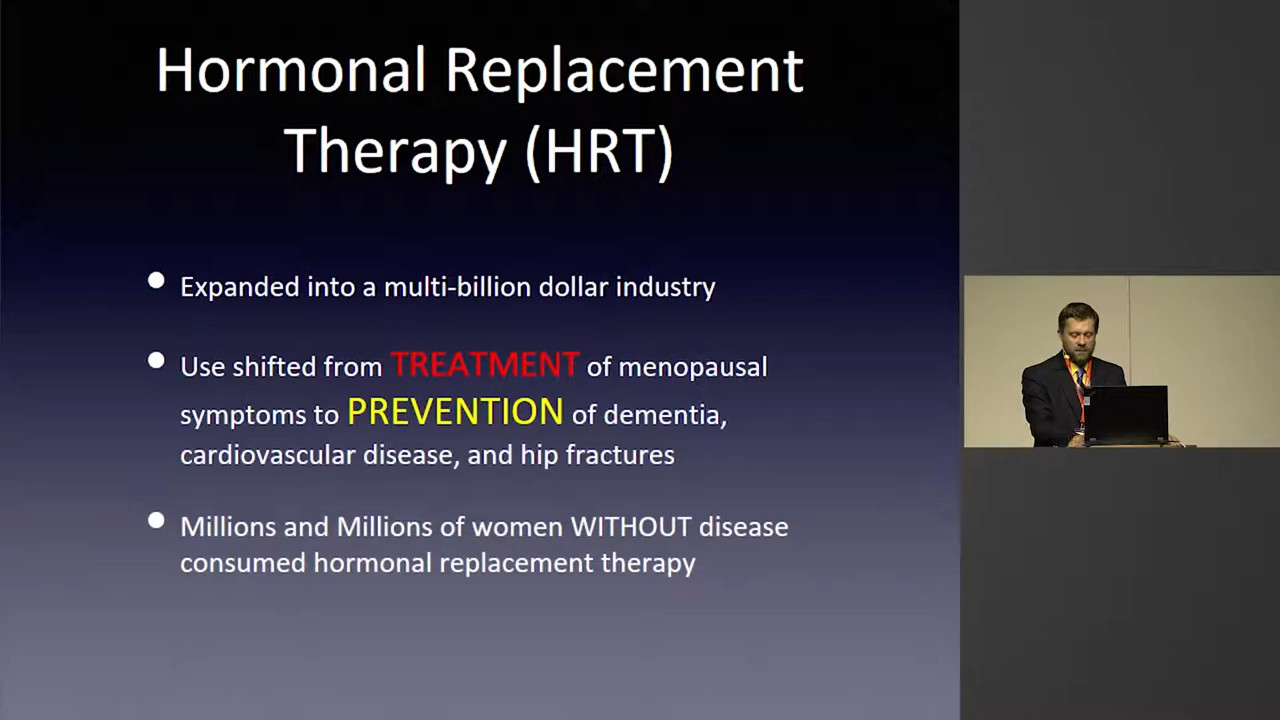 Hormonal Replacement
Therapy (HRT)
• Expanded into a multi-billion dollar industry
• Use shifted from TREATMENT of menopausal
symptoms to PREVENTION of dementia,
cardiovascular disease, and hip fractures
• Millions and Millions of women WITHOUT disease
consumed hormonal replacement therapy